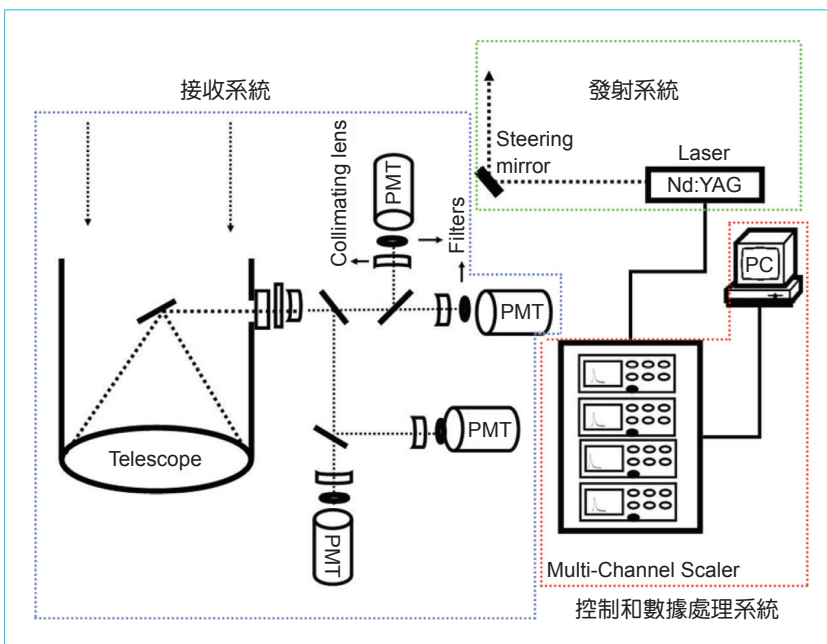 接收系統
發射系統
Steering
mirror
Laser
Nd:YAG
Collimating lens
PMT
Filters
PC
PMT
Telescope
PMT
PMT
Multi-Channel Scaler
控制和數據處理系統